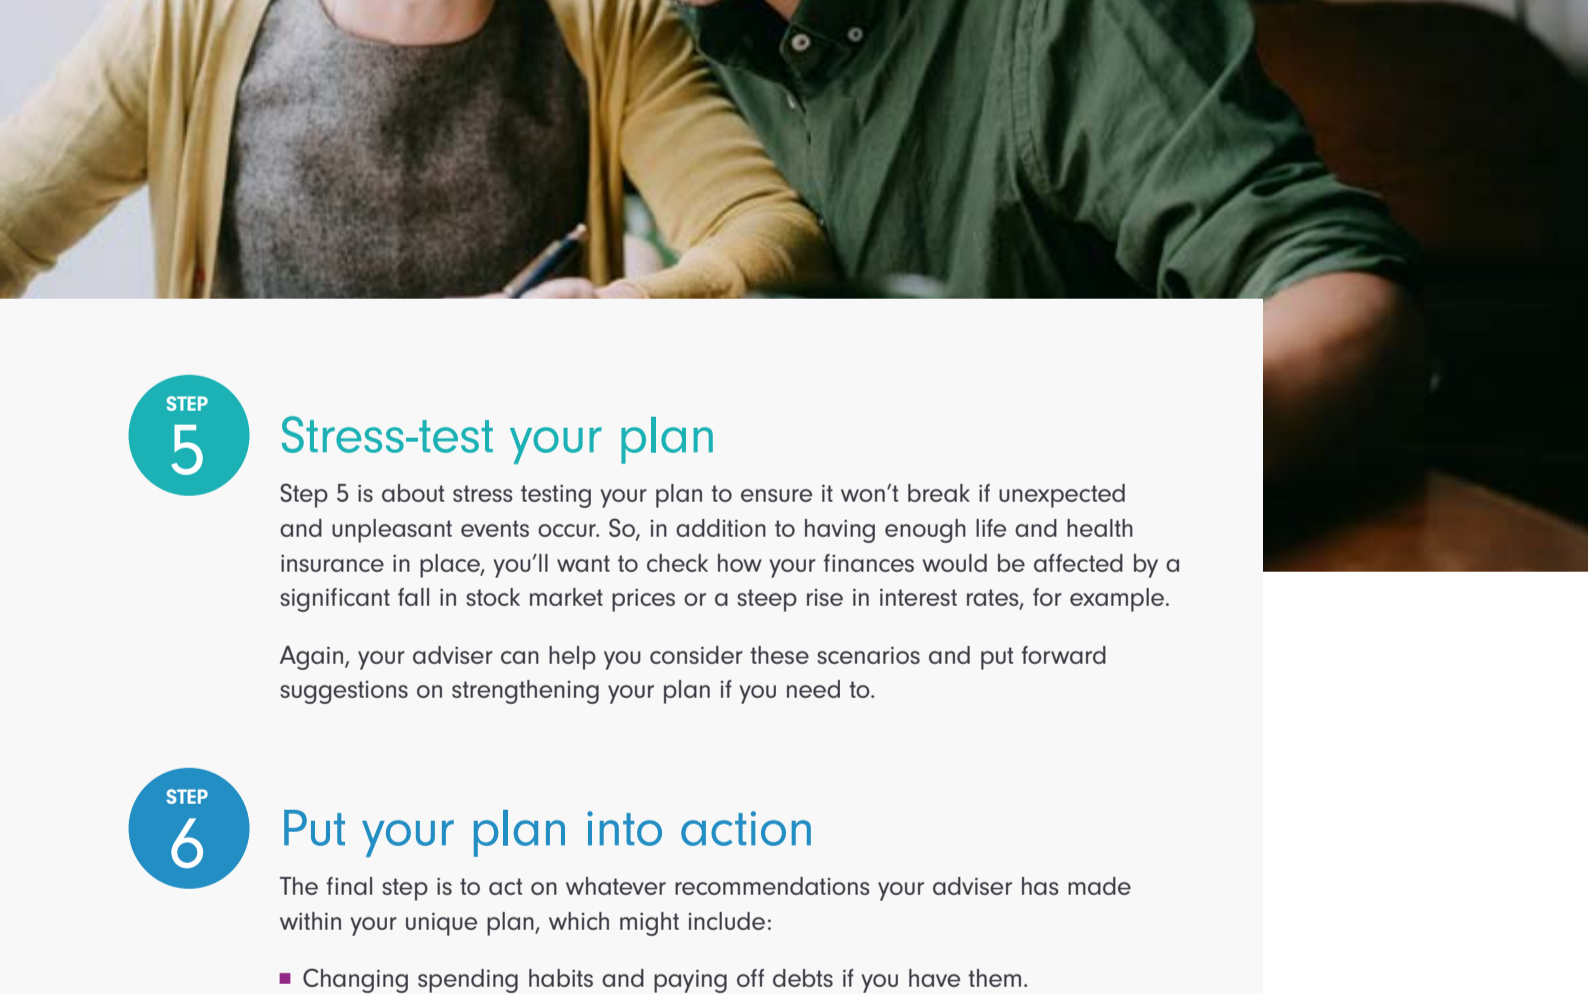 STEP
5
Stress-test your plan
Step 5 is about stress testing your plan to ensure it won’t break if unexpected
and unpleasant events occur. So, in addition to having enough life and health
insurance in place, you’ll want to check how your finances would be affected by a
significant fall in stock market prices or a steep rise in interest rates, for example.
Again, your adviser can help you consider these scenarios and put forward
suggestions on strengthening your plan if you need to.
STEP
6
Put your plan into action
The final step is to act on whatever recommendations your adviser has made
within your unique plan, which might include:
Changing spending habits and paying off debts if you have them.